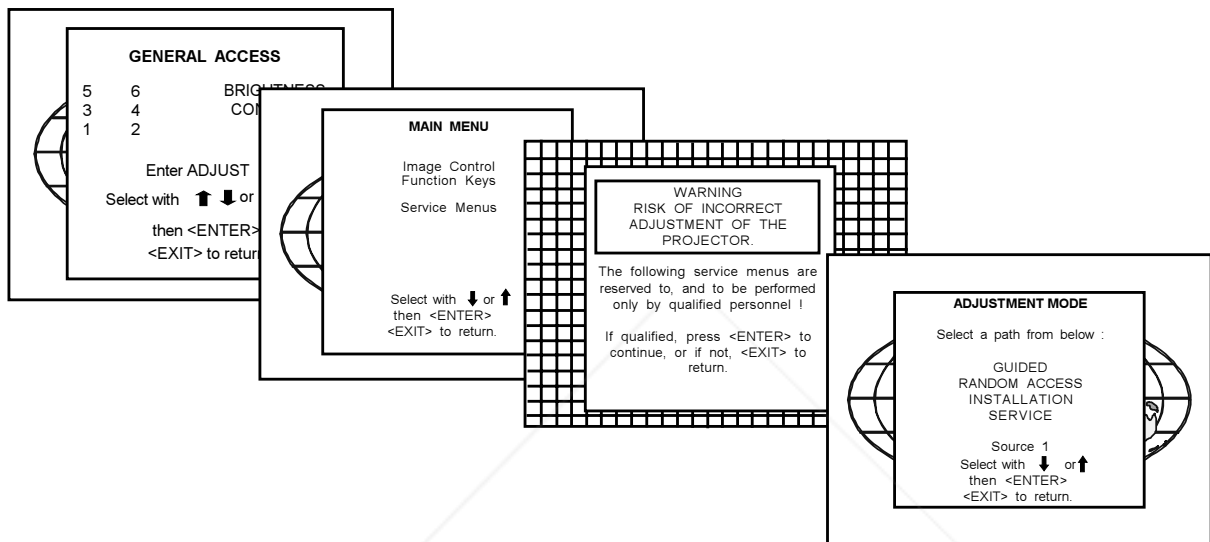 GENERAL ACCESS
5 6
3 4
1 2
Enter ADJUST
Select with or
then <ENTER>
<EXIT> to
MAIN MENU
Image Control
Function Keys
Service Menus
Select with or
then <ENTER>
<EXIT> to return.
WARNING
RISK OF INCORRECT
ADJUSTMENT OF THE
PROJECTOR.
The following service menus are
reserved to, and to be performed
only by qualified personnel !
If qualified, press <ENTER> to
continue, or if not, <EXIT> to
return.
ADJUSTMENT MODE
Select a path from below :
GUIDED
RANDOM ACCESS
INSTALLATION
SERVICE
Source 1
Select with or
then <ENTER>
<EXIT> to return.